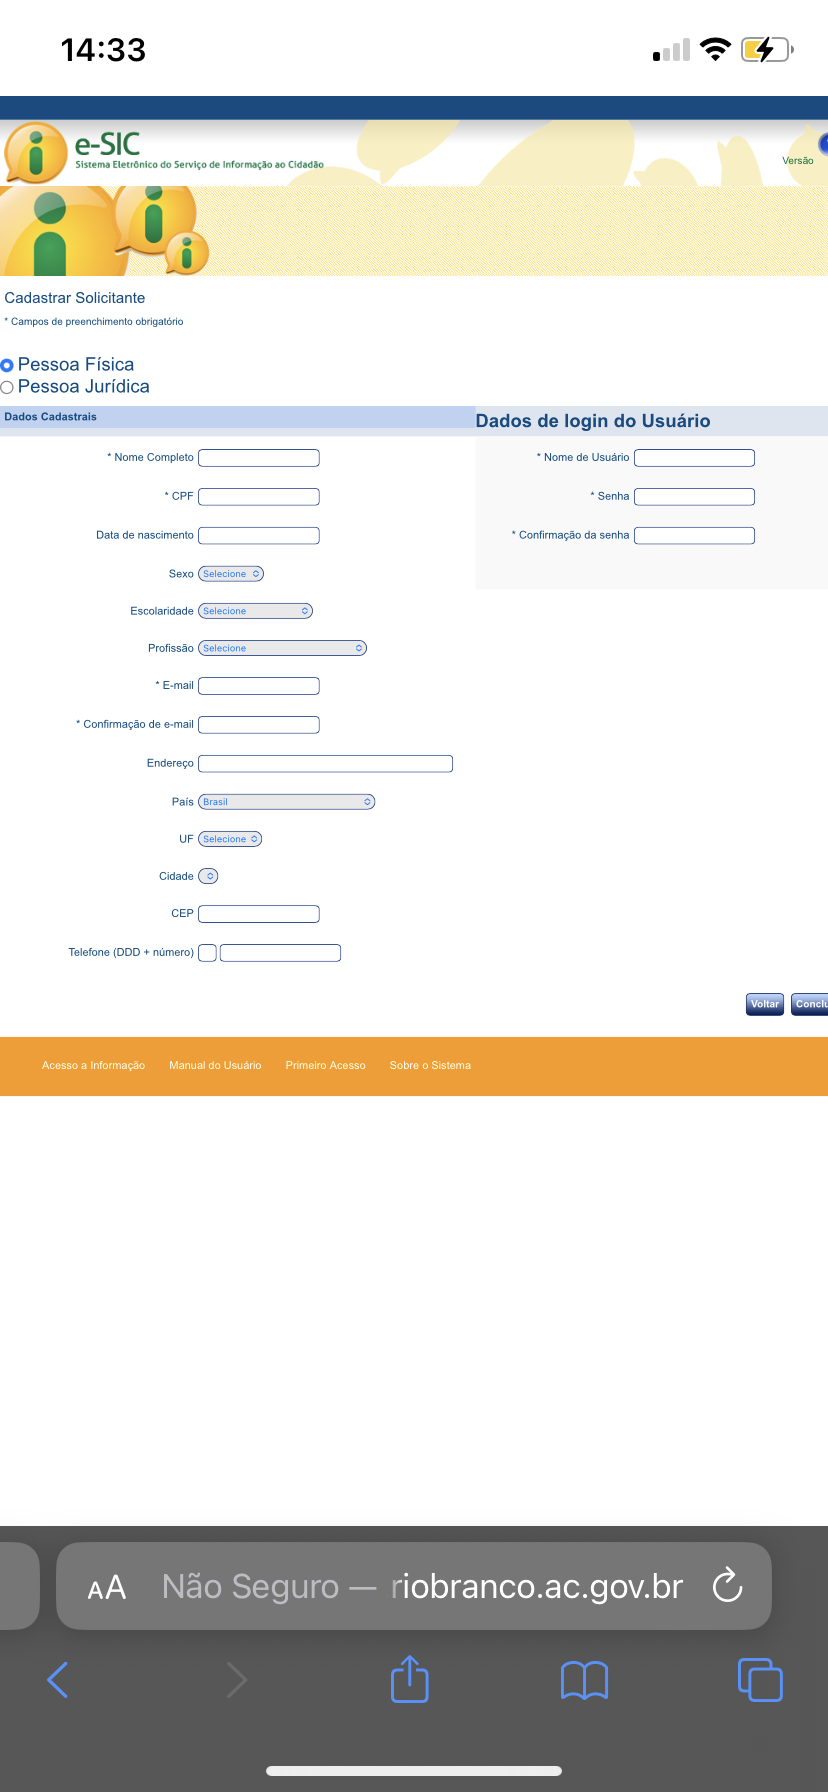 14:33
e-SIC
Sistema Eletrônico do Serviço de Informação ao Cidadão
Versão
Cadastrar Solicitante
* Campos de preenchimento obrigatório
Pessoa Física
Pessoa Jurídica
Dados Cadastrais
* Nome Completo
* CPF
Data de nascimento
Sexo Selecione
Escolaridade Selecione
Profissão Selecione
* E-mail
* Confirmação de e-mail
Endereço
País Brasil
UF Selecione
Cidade
CEP
Telefone (DDD + número)
Dados de login do Usuário
* Nome de Usuário
* Senha
* Confirmação da senha
Voltar Conclu
Acesso a Informação Manual do Usuário Primeiro Acesso Sobre o Sistema
AA Não Seguro — riobranco.ac.gov.br